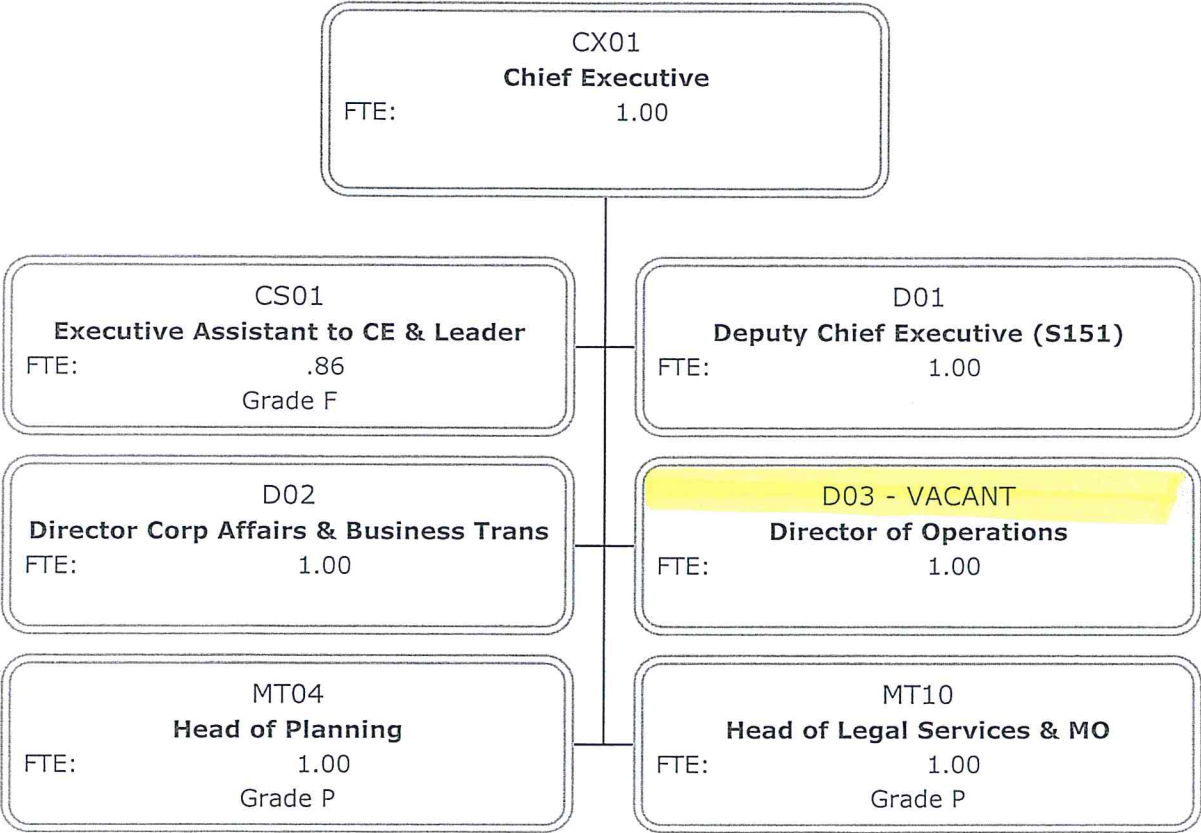 CX01
Chief Executive
FTE: 1.00
CS01
Executive Assistant to CE & Leader
FTE: .86
Grade F
D01
Deputy Chief Executive (S151)
FTE: 1.00
D02
Director Corp Affairs & Business Trans
FTE: 1.00
D03 - VACANT
Director of Operations
FTE: 1.00
MT04
Head of Planning
FTE: 1.00
Grade P
MT10
Head of Legal Services & MO
FTE: 1.00
Grade P